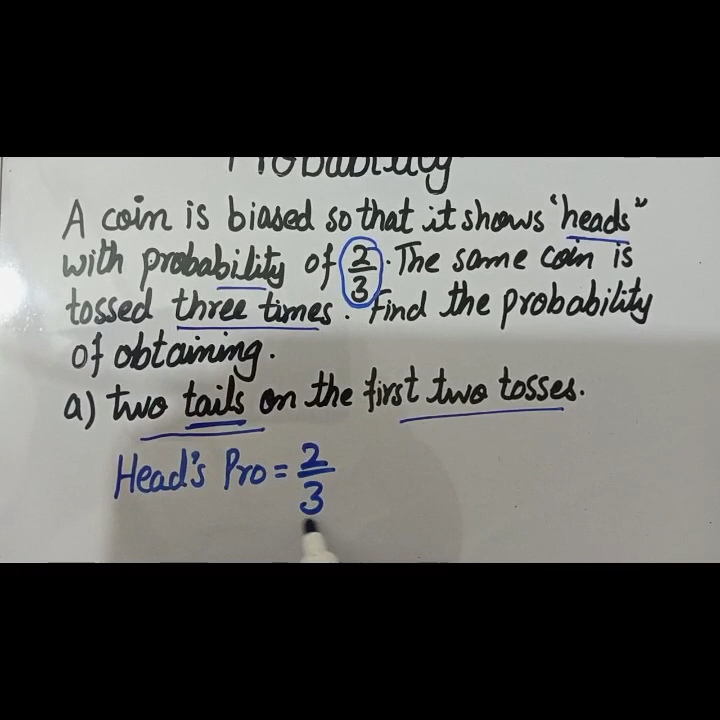 Probability
A coin is biased so that it shows "heads"
with probability of 2/3. The same coin is
tossed three times. Find the probability
of obtaining.
a) two tails on the first two tosses.
Head's Pro = 2/3